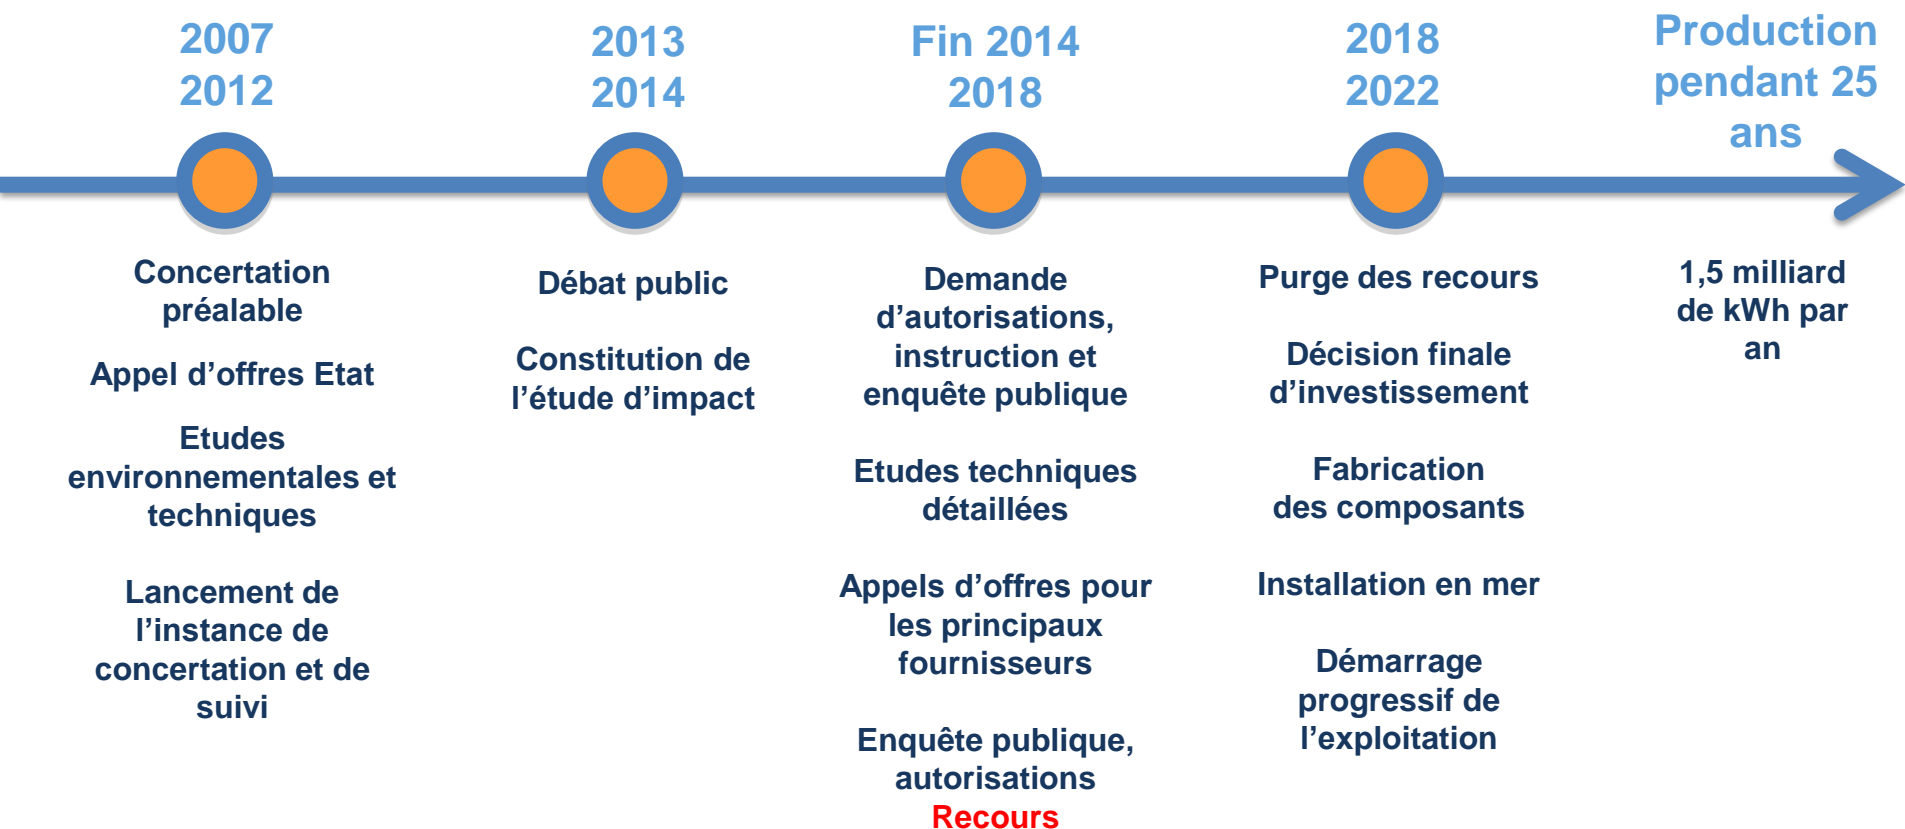 2007
2012
Concertation
préalable
Appel d’offres Etat
Etudes
environnementales et
techniques
Lancement de
l’instance de
concertation et de
suivi
2013
2014
Débat public
Constitution de
l’étude d’impact
Fin 2014
2018
Demande
d’autorisations,
instruction et
enquête publique
Etudes techniques
détaillées
Appels d’offres pour
les principaux
fournisseurs
Enquête publique,
autorisations
Recours
2018
2022
Purge des recours
Décision finale
d’investissement
Fabrication
des composants
Installation en mer
Démarrage
progressif de
l’exploitation
Production
pendant 25
ans
1,5 milliard
de kWh par
an